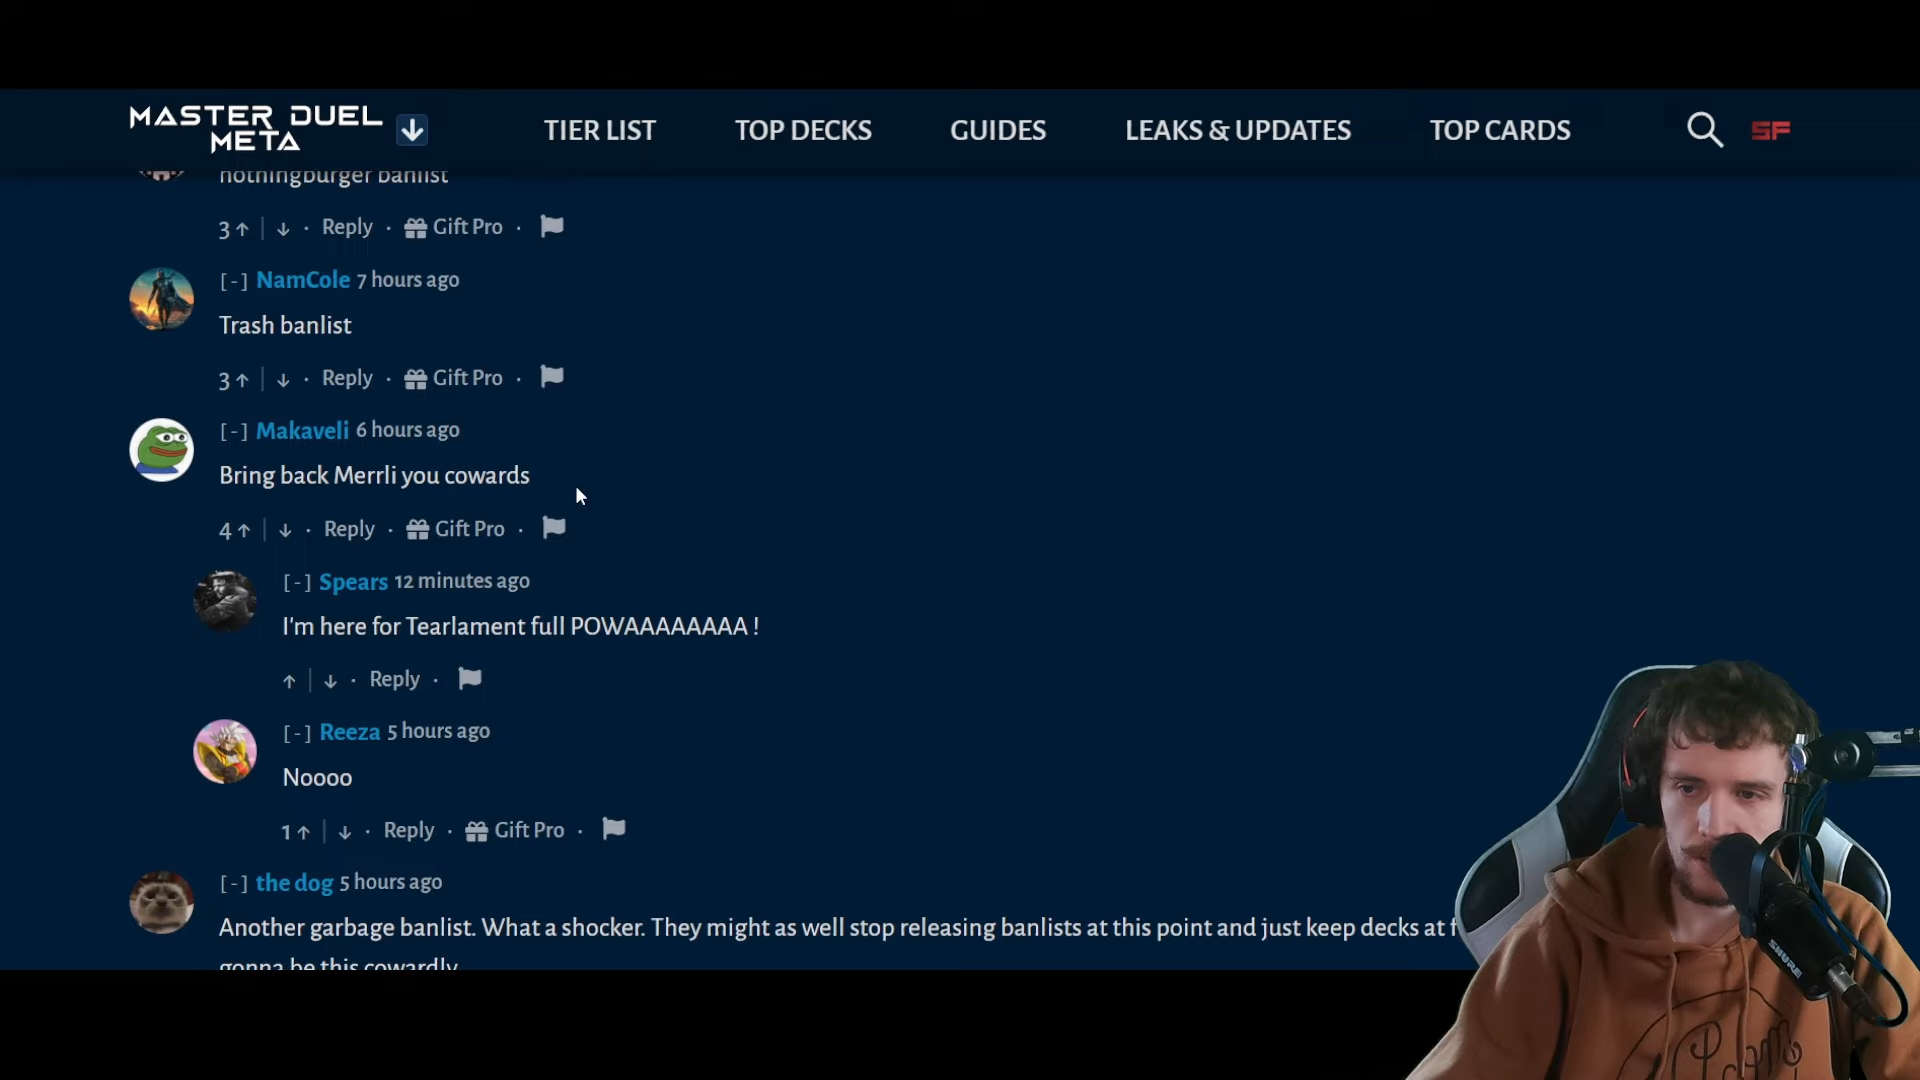 MASTER DUEL
META
TIER LIST
TOP DECKS
GUIDES
LEAKS & UPDATES
TOP CARDS
SF
nothingburger banlist
3 Reply · Gift Pro ·
[-] NamCole 7 hours ago
Trash banlist
3 Reply · Gift Pro ·
[-] Makaveli 6 hours ago
Bring back Merrli you cowards
4 Reply · Gift Pro ·
[-] Spears 12 minutes ago
I'm here for Tearlament full POWAAAAAAAA !
Reply ·
[-] Reeza 5 hours ago
Noooo
1 Reply · Gift Pro ·
[-] the dog 5 hours ago
Another garbage banlist. What a shocker. They might as well stop releasing banlists at this point and just keep decks at
gonna be this cowardly
SHURE